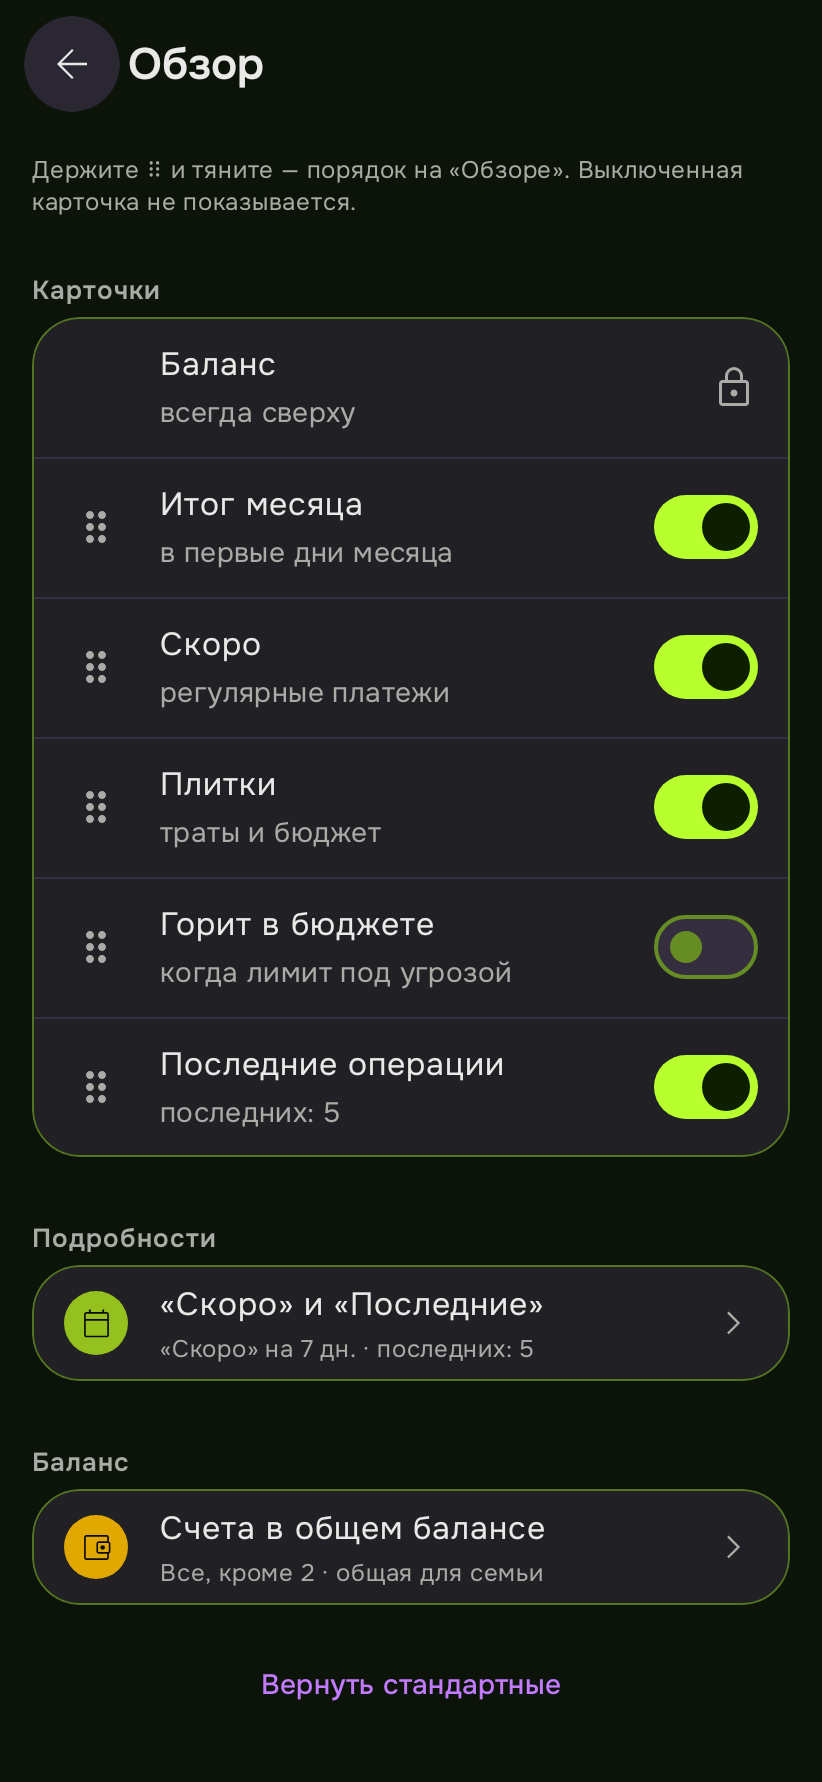 Обзор
Держите ⠿ и тяните — порядок на «Обзоре». Выключенная
карточка не показывается.
Карточки
Баланс
всегда сверху
Итог месяца
в первые дни месяца
Скоро
регулярные платежи
Плитки
траты и бюджет
Горит в бюджете
когда лимит под угрозой
Последние операции
последних: 5
Подробности
«Скоро» и «Последние»
«Скоро» на 7 дн. · последних: 5
Баланс
Счета в общем балансе
Все, кроме 2 · общая для семьи
Вернуть стандартные